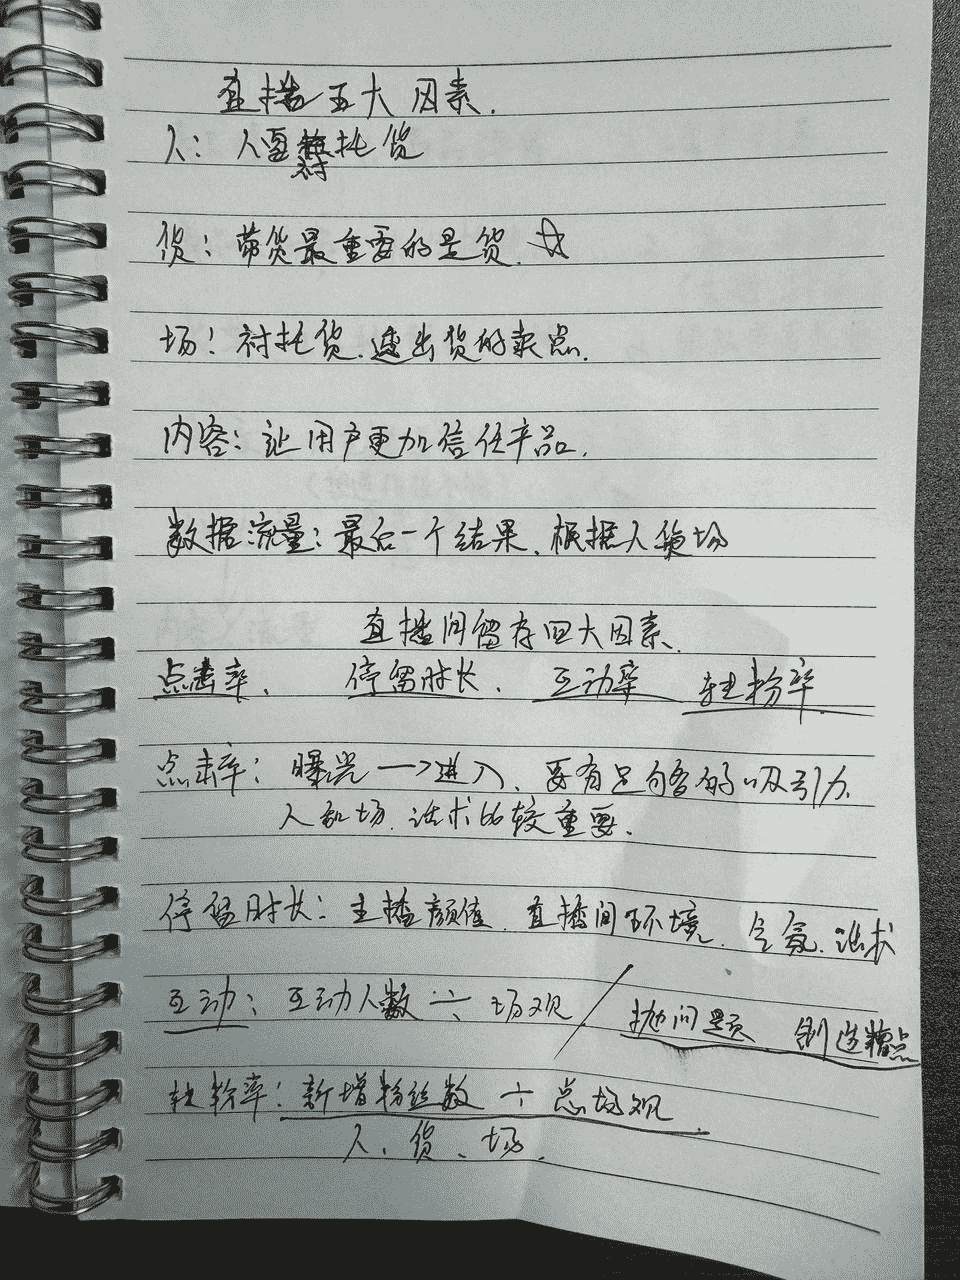 直播五大因素.
人: 人要衬托货
货: 带货最重要的是货. ☆
场: 衬托货.透出货的卖点.
内容: 让用户更加信任产品.
数据流量: 最后一个结果.根据人货场
直播间留存四大因素.
点击率、 停留时长、 互动率 转粉率
点击率: 曝光→进入、要有足够的吸引力.
人和场.话术比较重要.
停留时长: 主播颜值.直播间环境.气氛.话术
互动: 互动人数 ÷ 场观 / 抛问题 制造糟点
转粉率: 新增粉丝数 ÷ 总场观
人、货、场.